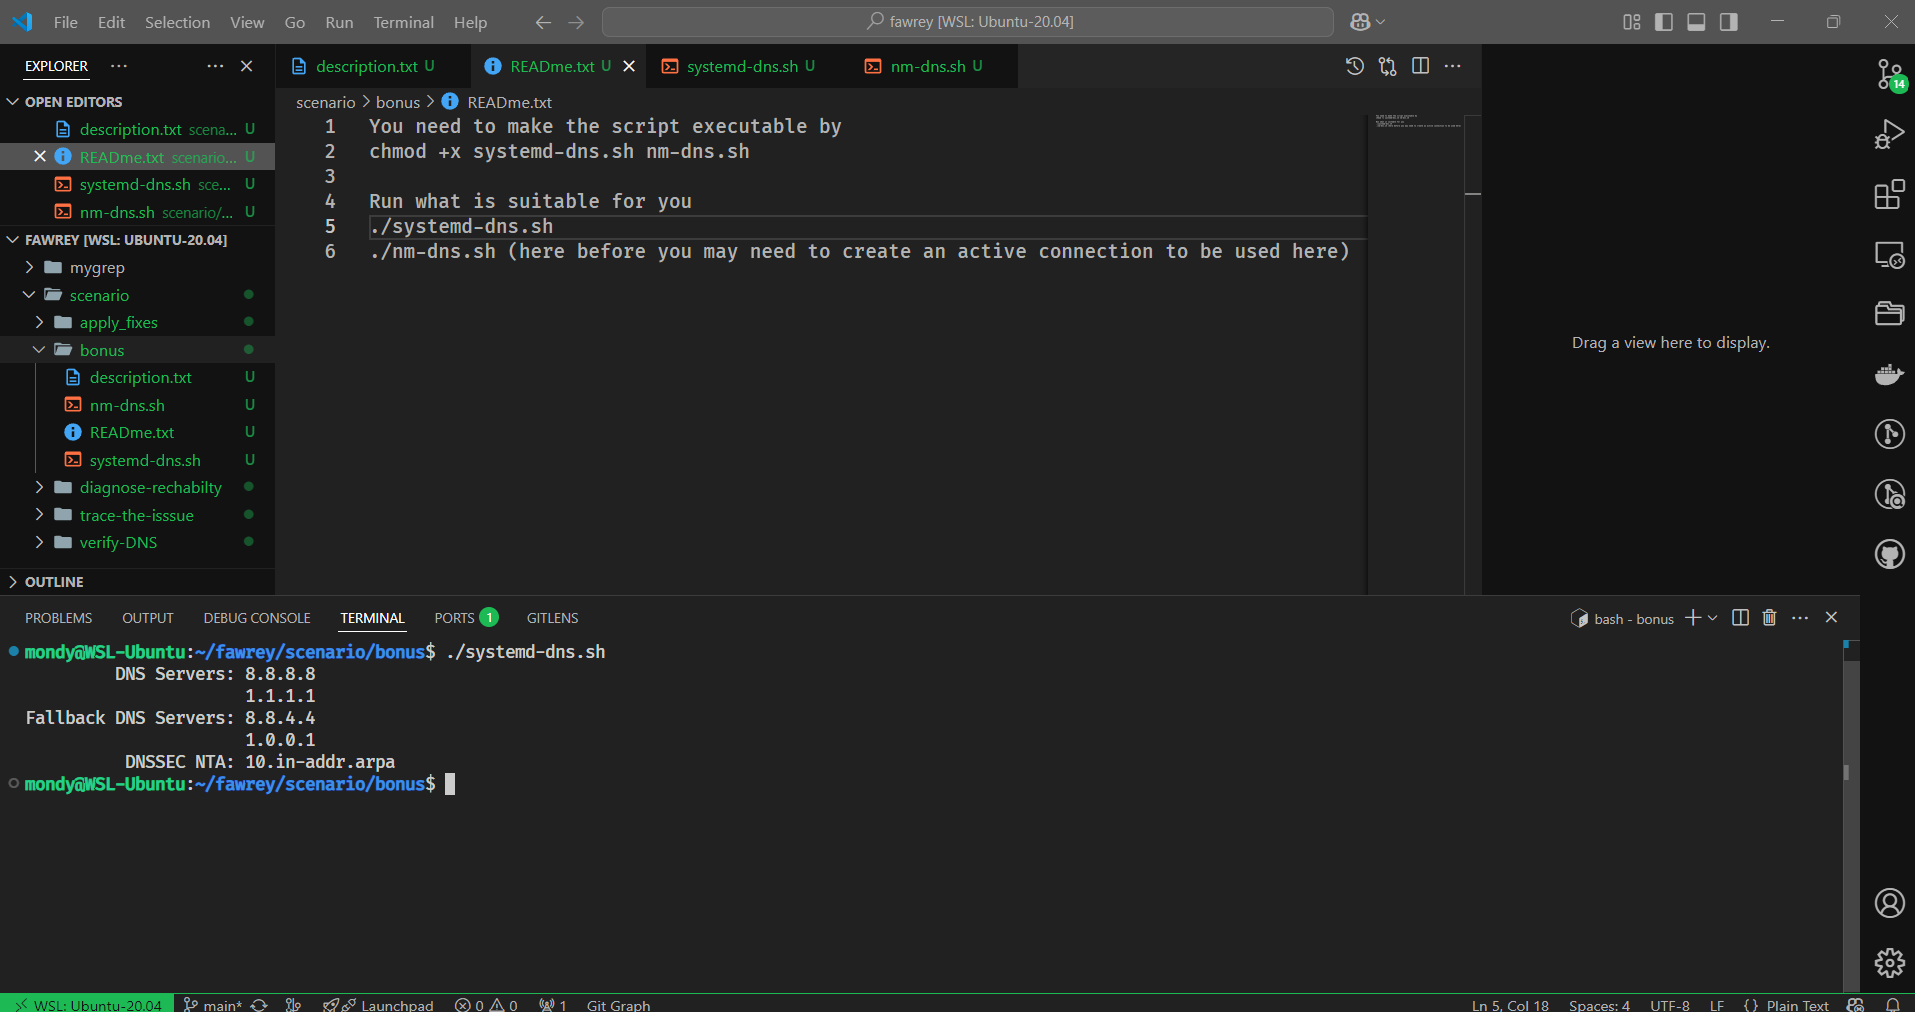 File Edit Selection View Go Run Terminal Help
fawrey [WSL: Ubuntu-20.04]
EXPLORER
OPEN EDITORS
description.txt scena... U
READme.txt scenario... U
systemd-dns.sh sce... U
nm-dns.sh scenario/... U
FAWREY [WSL: UBUNTU-20.04]
mygrep
scenario
apply_fixes
bonus
description.txt U
nm-dns.sh U
READme.txt U
systemd-dns.sh U
diagnose-rechabilty
trace-the-isssue
verify-DNS
OUTLINE
description.txt U READme.txt U systemd-dns.sh U nm-dns.sh U
scenario > bonus > READme.txt
1 You need to make the script executable by
2 chmod +x systemd-dns.sh nm-dns.sh
3
4 Run what is suitable for you
5 ./systemd-dns.sh
6 ./nm-dns.sh (here before you may need to create an active connection to be used here)
Drag a view here to display.
14
PROBLEMS OUTPUT DEBUG CONSOLE TERMINAL PORTS 1 GITLENS
bash - bonus
mondy@WSL-Ubuntu:~/fawrey/scenario/bonus$ ./systemd-dns.sh
DNS Servers: 8.8.8.8
1.1.1.1
Fallback DNS Servers: 8.8.4.4
1.0.0.1
DNSSEC NTA: 10.in-addr.arpa
mondy@WSL-Ubuntu:~/fawrey/scenario/bonus$
WSL: Ubuntu-20.04 main* Launchpad 0 0 1 Git Graph
Ln 5, Col 18 Spaces: 4 UTF-8 LF {} Plain Text